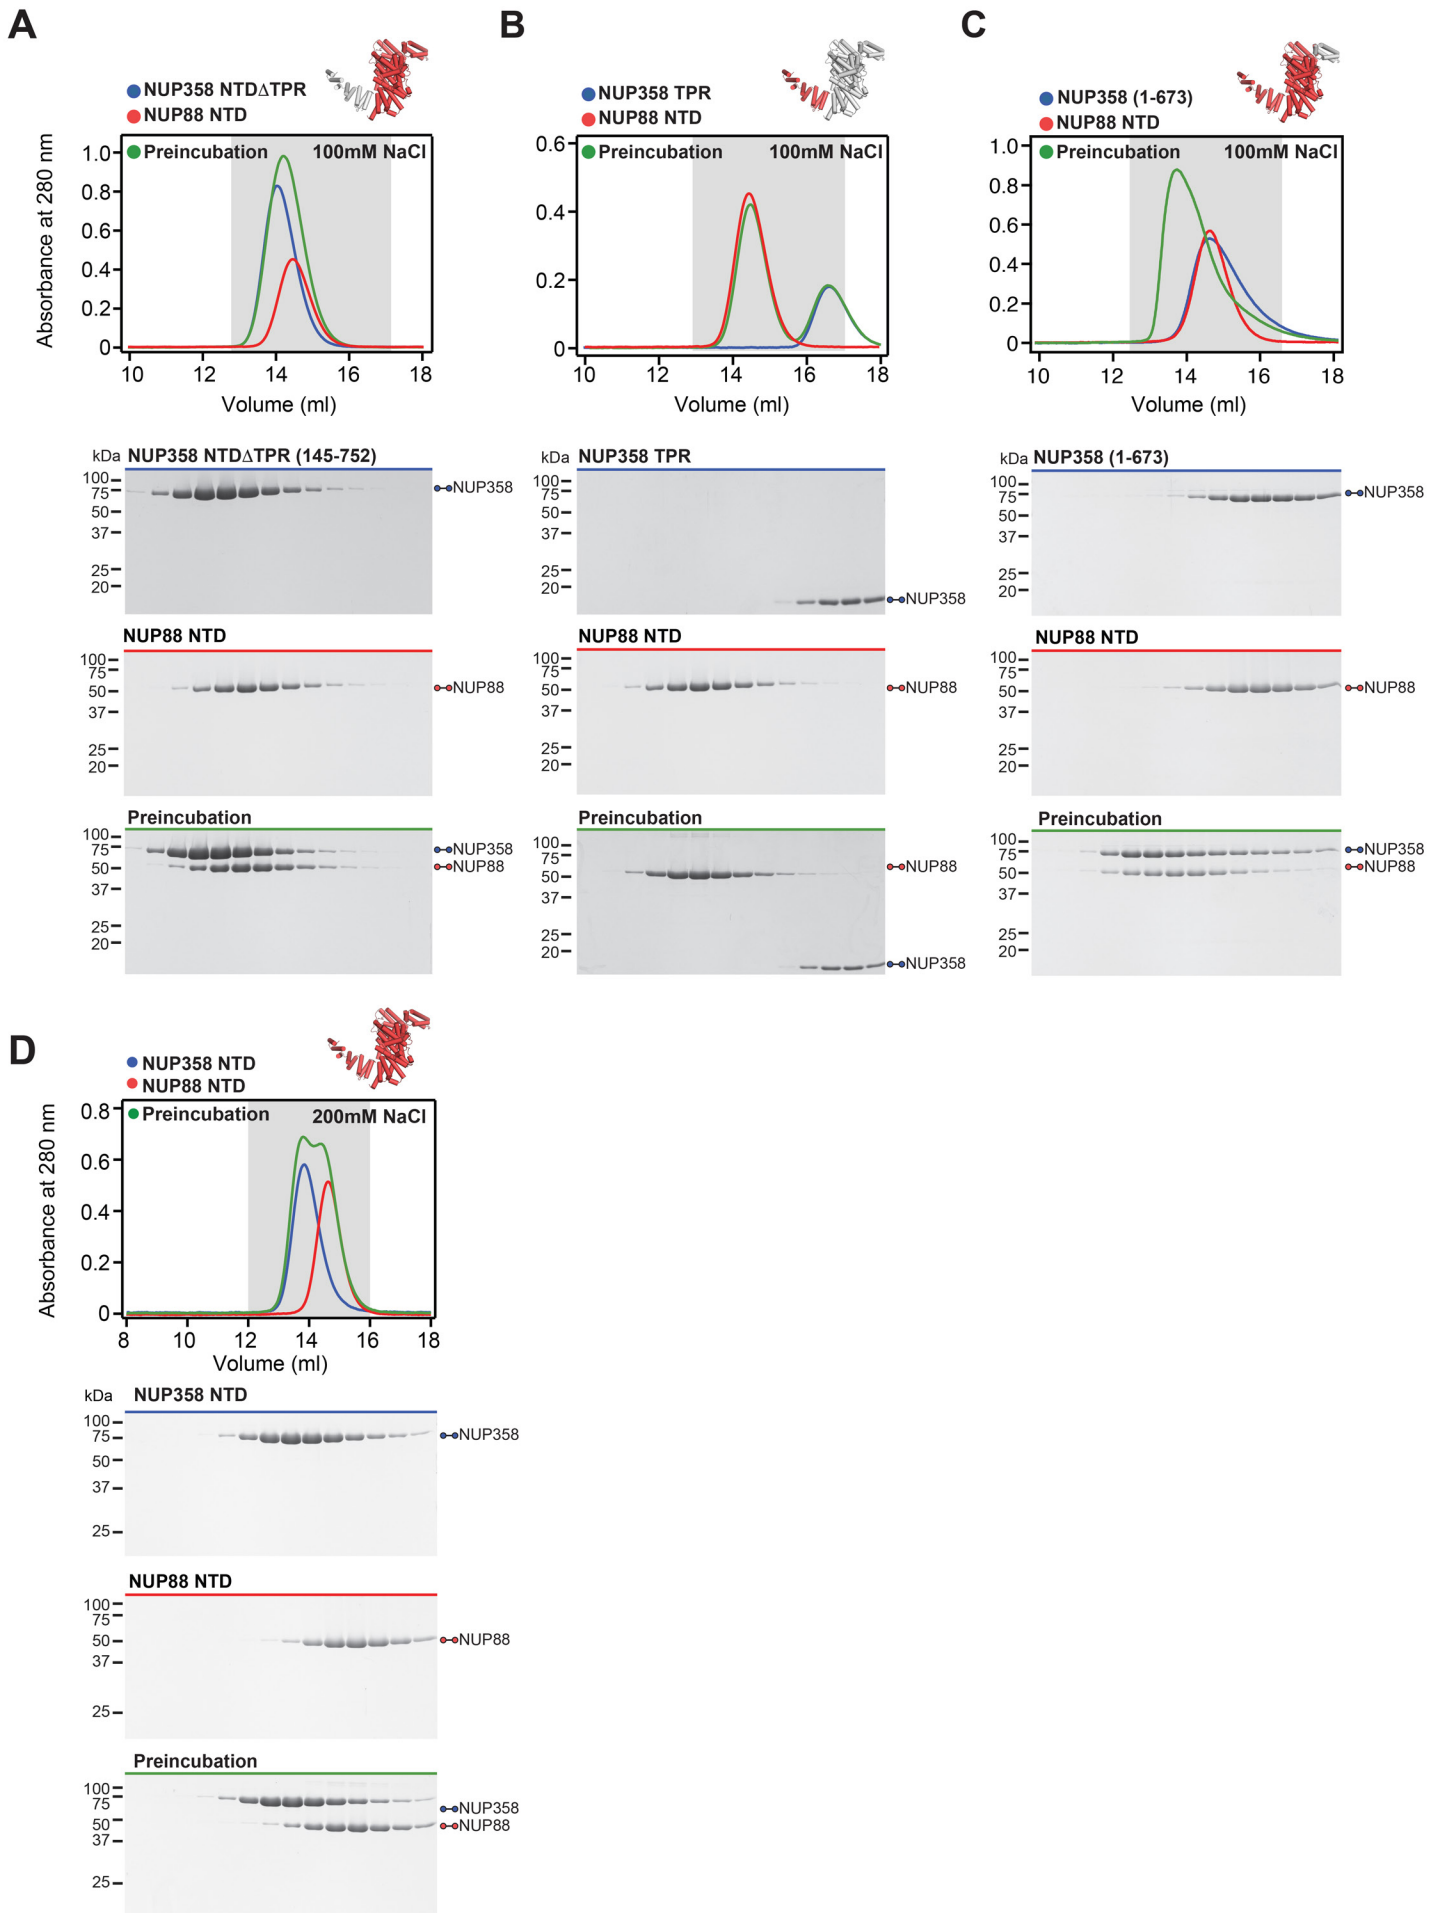 A
NUP358 NTDΔTPR
NUP88 NTD
Preincubation 100mM NaCl
Absorbance at 280 nm
1.0
0.8
0.6
0.4
0.2
0
10 12 14 16 18
Volume (ml)
kDa NUP358 NTDΔTPR (145-752)
100
75
50
37
25
20
NUP358
NUP88 NTD
100
75
50
37
25
20
NUP88
Preincubation
100
75
50
37
25
20
NUP358
NUP88
B
NUP358 TPR
NUP88 NTD
Preincubation 100mM NaCl
0.6
0.4
0.2
0
10 12 14 16 18
Volume (ml)
kDa NUP358 TPR
100
75
50
37
25
20
NUP358
NUP88 NTD
100
75
50
37
25
20
NUP88
Preincubation
100
75
50
37
25
20
NUP88
NUP358
C
NUP358 (1-673)
NUP88 NTD
Preincubation 100mM NaCl
1.0
0.8
0.6
0.4
0.2
0
10 12 14 16 18
Volume (ml)
kDa NUP358 (1-673)
100
75
50
37
25
20
NUP358
NUP88 NTD
100
75
50
37
25
20
NUP88
Preincubation
100
75
50
37
25
20
NUP358
NUP88
D
NUP358 NTD
NUP88 NTD
Preincubation 200mM NaCl
Absorbance at 280 nm
0.8
0.6
0.4
0.2
0
8 10 12 14 16 18
Volume (ml)
kDa NUP358 NTD
100
75
50
37
25
NUP358
NUP88 NTD
100
75
50
37
25
NUP88
Preincubation
100
75
50
37
25
NUP358
NUP88